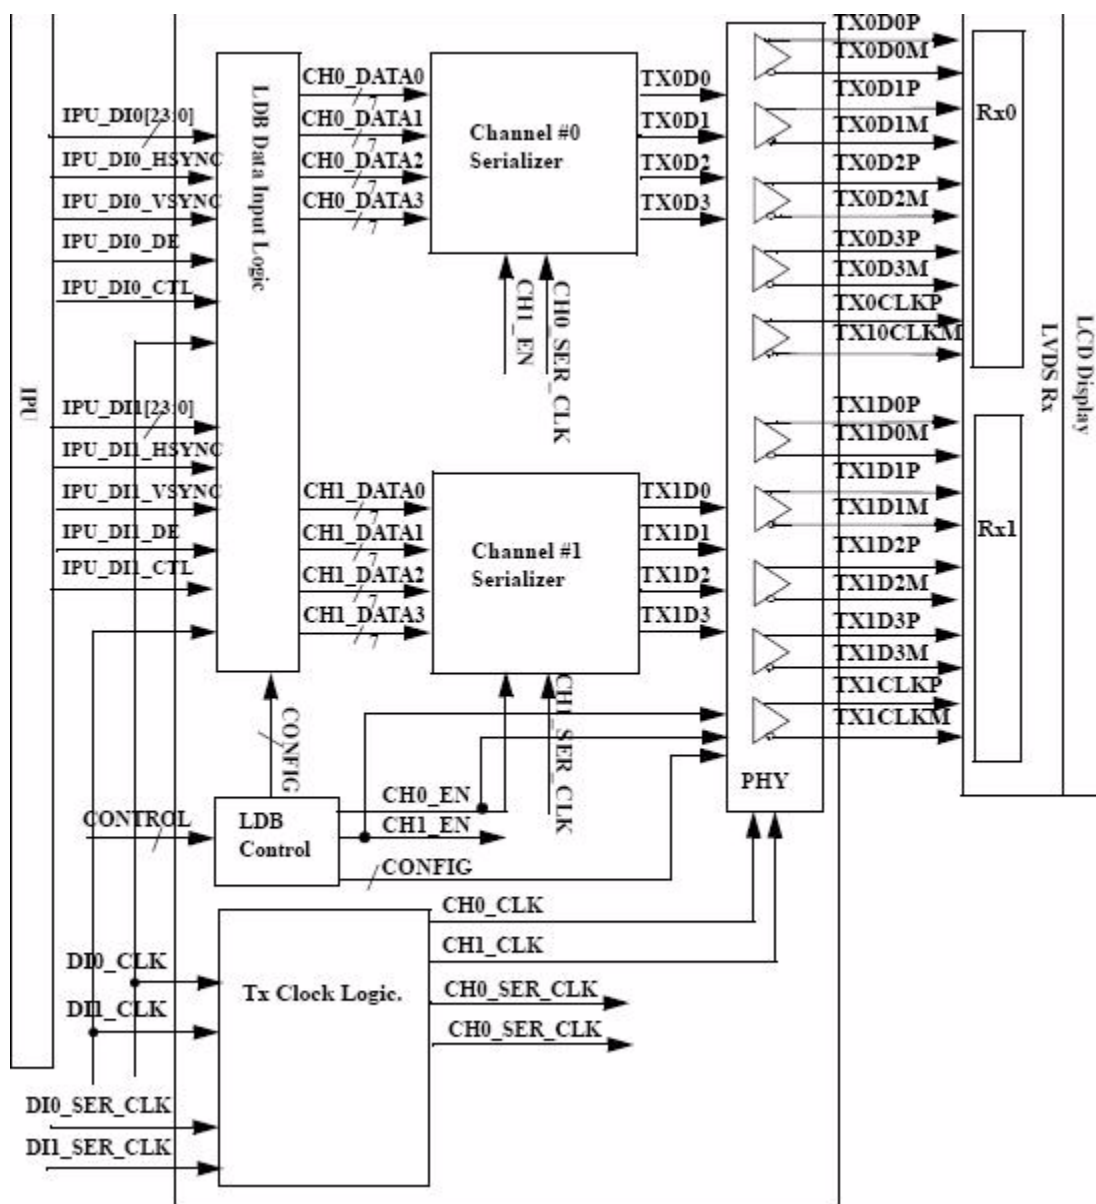 IPU
IPU_DI0[23:0]
IPU_DI0_HSYNC
IPU_DI0_VSYNC
IPU_DI0_DE
IPU_DI0_CTL
IPU_DI1[23:0]
IPU_DI1_HSYNC
IPU_DI1_VSYNC
IPU_DI1_DE
IPU_DI1_CTL
LDB Data Input Logic
CH0_DATA0
7
CH0_DATA1
7
CH0_DATA2
7
CH0_DATA3
7
Channel #0
Serializer
CH1_EN
CH0_SER_CLK
TX0D0
TX0D1
TX0D2
TX0D3
CH1_DATA0
7
CH1_DATA1
7
CH1_DATA2
7
CH1_DATA3
7
Channel #1
Serializer
CH1_SER_CLK
TX1D0
TX1D1
TX1D2
TX1D3
PHY
TX0D0P
TX0D0M
TX0D1P
TX0D1M
TX0D2P
TX0D2M
TX0D3P
TX0D3M
TX0CLKP
TX10CLKM
TX1D0P
TX1D0M
TX1D1P
TX1D1M
TX1D2P
TX1D2M
TX1D3P
TX1D3M
TX1CLKP
TX1CLKM
Rx0
Rx1
LVDS Rx
LCD Display
CONFIG
CONTROL
LDB
Control
CH0_EN
CH1_EN
CONFIG
DI0_CLK
DI1_CLK
DI0_SER_CLK
DI1_SER_CLK
Tx Clock Logic.
CH0_CLK
CH1_CLK
CH0_SER_CLK
CH0_SER_CLK